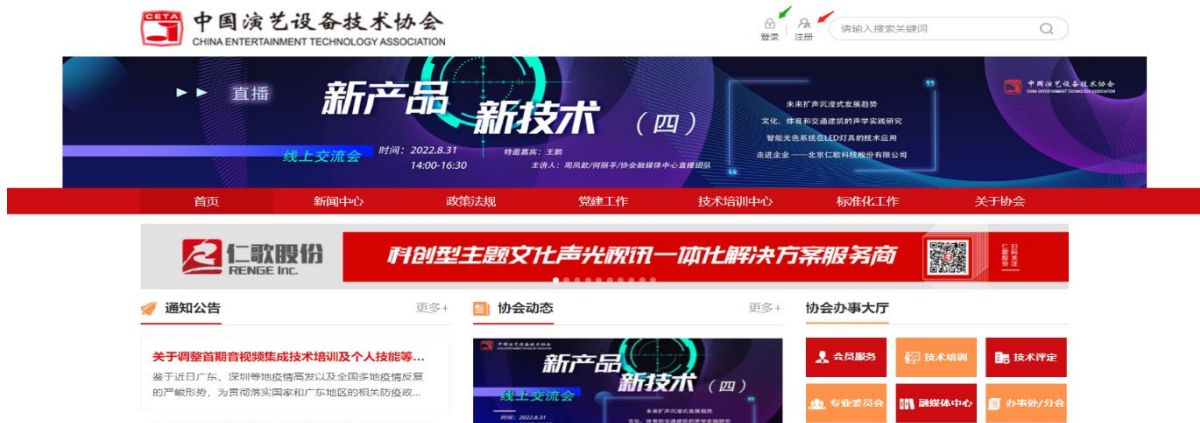 CETA
中国演艺设备技术协会
CHINA ENTERTAINMENT TECHNOLOGY ASSOCIATION
登录
注册
请输入搜索关键词
直播
新产品
新技术
（四）
线上交流会
时间：2022.8.31
14:00-16:30
特邀嘉宾：王鹏
主讲人：周凤歆/何丽平/协会融媒体中心直播团队
未来扩声沉浸式发展趋势
文化、体育和交通建筑的声学实践研究
智能光色系统在LED灯具的技术应用
走进企业——北京仁歌科技股份有限公司
中国演艺设备技术协会
CHINA ENTERTAINMENT TECHNOLOGY ASSOCIATION
首页
新闻中心
政策法规
党建工作
技术培训中心
标准化工作
关于协会
仁歌股份
RENGE Inc.
科创型主题文化声光视讯一体化解决方案服务商
扫码关注
仁歌股份
通知公告
更多+
协会动态
更多+
协会办事大厅
关于调整首期音视频集成技术培训及个人技能等...
鉴于近日广东、深圳等地疫情高发以及全国多地疫情反复
的严峻形势，为贯彻落实国家和广东地区的相关防疫政...
新产品
新技术
（四）
线上交流会
时间：2022.8.31
会员服务
技术培训
技术评定
专业委员会
融媒体中心
办事处/分会